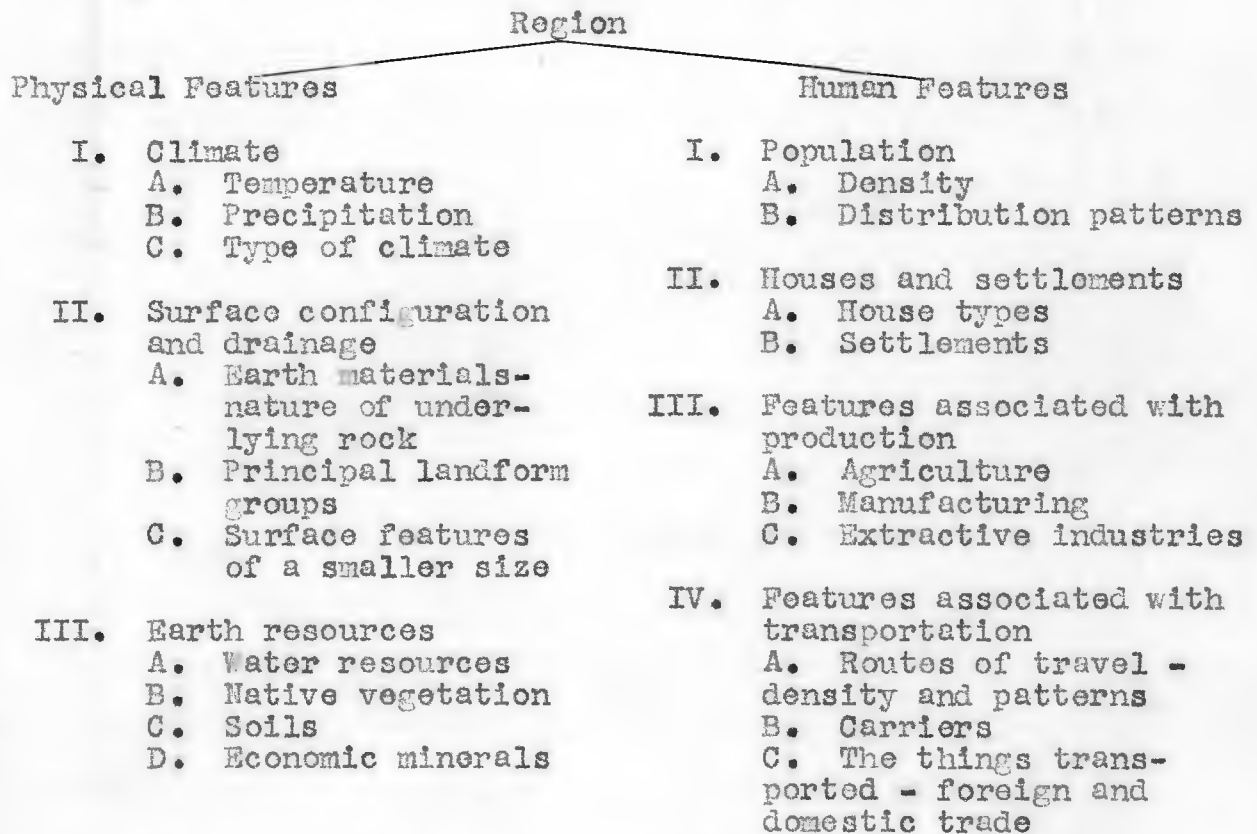 Region
Physical Features
I. Climate
A. Temperature
B. Precipitation
C. Type of climate
II. Surface configuration
and drainage
A. Earth materials-
nature of under-
lying rock
B. Principal landform
groups
C. Surface features
of a smaller size
III. Earth resources
A. Water resources
B. Native vegetation
C. Soils
D. Economic minerals
Human Features
I. Population
A. Density
B. Distribution patterns
II. Houses and settlements
A. House types
B. Settlements
III. Features associated with
production
A. Agriculture
B. Manufacturing
C. Extractive industries
IV. Features associated with
transportation
A. Routes of travel -
density and patterns
B. Carriers
C. The things trans-
ported - foreign and
domestic trade